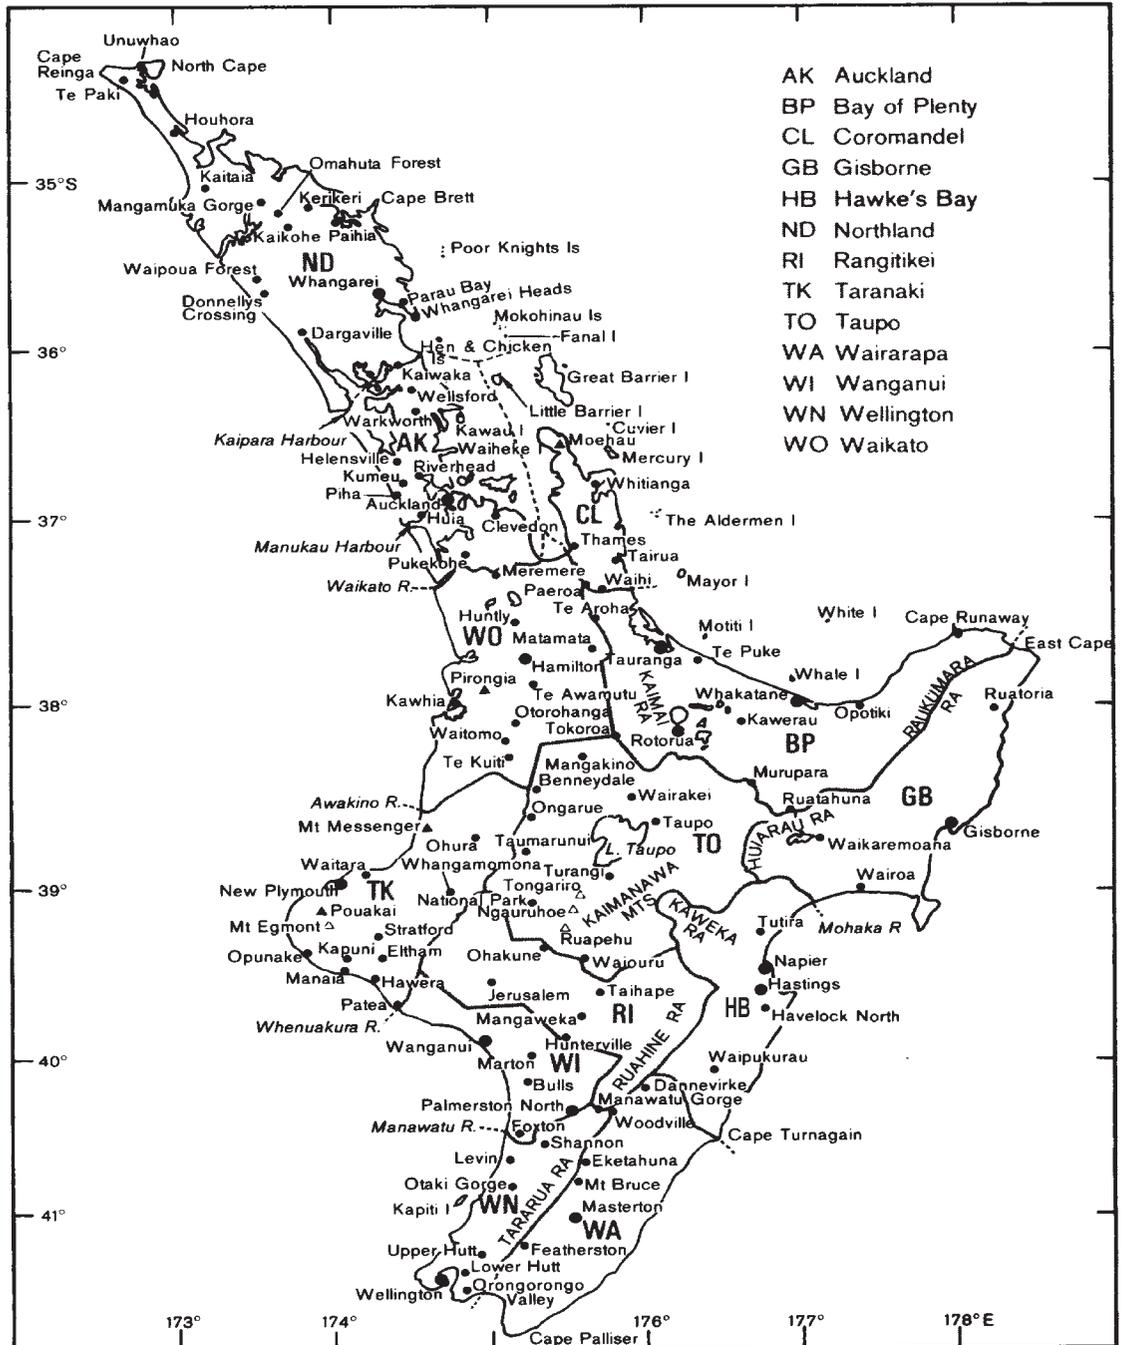 Unuwhao
Cape
Reinga
North Cape
Te Paki
Houhora
Omahuta Forest
Kaitaia
Mangamuka Gorge
Kerikeri
Cape Brett
Kaikohe
Paihia
Poor Knights Is
ND
Waipoua Forest
Whangarei
Donnellys
Crossing
Parau Bay
Whangarei Heads
Mokohinau Is
Dargaville
Fanal I
Hen & Chicken
Is
Kaiwaka
Great Barrier I
Wellsford
Little Barrier I
Warkworth
Kawau I
Cuvier I
Kaipara Harbour
AK
Waiheke I
Moehau
Helensville
Riverhead
Mercury I
Kumeu
Whitianga
Piha
Auckland
Huia
Clevedon
CL
The Aldermen I
Manukau Harbour
Thames
Pukekohe
Tairua
Meremere
Waikato R.
Paeroa
Waihi
Mayor I
Te Aroha
Huntly
WO
Matamata
Motiti I
White I
Cape Runaway
East Cape
Hamilton
Tauranga
Te Puke
Pirongia
Te Awamutu
KAIMAI
RA
Whale I
Whakatane
RAUKUMARA
RA
Ruatoria
Kawhia
Otorohanga
Kawerau
Opotiki
Waitomo
Tokoroa
Rotorua
BP
Te Kuiti
Mangakino
Benneydale
Murupara
Awakino R.
Wairakei
Ruatahuna
GB
Ongarue
Mt Messenger
Taupo
HUIARAU RA
Gisborne
Ohura
Taumarunui
TO
Waikaremoana
L. Taupo
Waitara
Whangamomona
Turangi
Wairoa
New Plymouth
TK
National Park
Tongariro
Ngauruhoe
KAIMANAWA
MTS
KAWEKA
RA
Pouakai
Mt Egmont
Stratford
Tutira
Mohaka R
Ruapehu
Opunake
Kapuni
Eltham
Ohakune
Waiouru
Napier
Manaia
Hawera
Hastings
Jerusalem
Taihape
HB
Patea
Mangaweka
RI
Havelock North
Whenuakura R.
Wanganui
Hunterville
RUAHINE RA
Marton
WI
Waipukurau
Bulls
Dannevirke
Palmerston North
Manawatu Gorge
Manawatu R.
Foxton
Woodville
Cape Turnagain
Shannon
Levin
Eketahuna
Otaki Gorge
Mt Bruce
Kapiti I
WN
TARARUA RA
Masterton
WA
Upper Hutt
Featherston
Lower Hutt
Wellington
Orongorongo
Valley
Cape Palliser
AK Auckland
BP Bay of Plenty
CL Coromandel
GB Gisborne
HB Hawke's Bay
ND Northland
RI Rangitikei
TK Taranaki
TO Taupo
WA Wairarapa
WI Wanganui
WN Wellington
WO Waikato
35°S
36°
37°
38°
39°
40°
41°
173°
174°
176°
177°
178°E